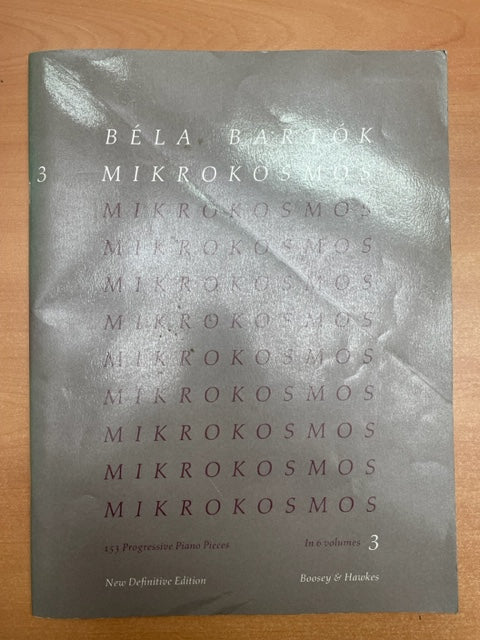 BÉLA BARTÓK
3 MIKROKOSMOS
MIKROKOSMOS
MIKROKOSMOS
MIKROKOSMOS
MIKROKOSMOS
MIKROKOSMOS
MIKROKOSMOS
MIKROKOSMOS
MIKROKOSMOS
MIKROKOSMOS
153 Progressive Piano Pieces In 6 volumes 3
New Definitive Edition Boosey & Hawkes